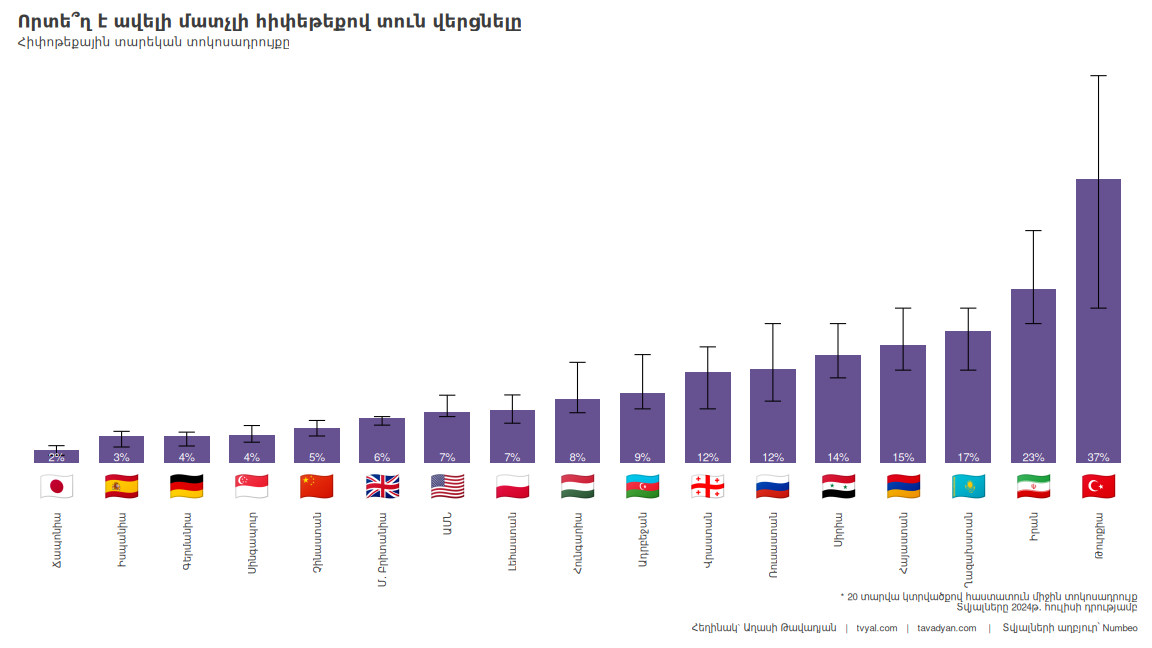 Որտե՞ղ է ավելի մատչլի հիփեթեքով տուն վերցնելը
Հիփոթեքային տարեկան տոկոսադրույքը
2% 3% 4% 4% 5% 6% 7% 7% 8% 9% 12% 12% 14% 15% 17% 23% 37%
Ճապոնիա
Իսպանիա
Գերմանիա
Սինգապուր
Չինաստան
Մ. Բրիտանիա
ԱՄՆ
Լեհաստան
Հունգարիա
Ադրբեջան
Վրաստան
Ռուսաստան
Սիրիա
Հայաստան
Ղազախստան
Իրան
Թուրքիա
* 20 տարվա կտրվածքով հաստատուն միջին տոկոսադրույք
Տվյալները 2024թ. հուլիսի դրությամբ
Հեղինակ՝ Աղասի Թավադյան | tvyal.com | tavadyan.com | Տվյալների աղբյուր՝ Numbeo